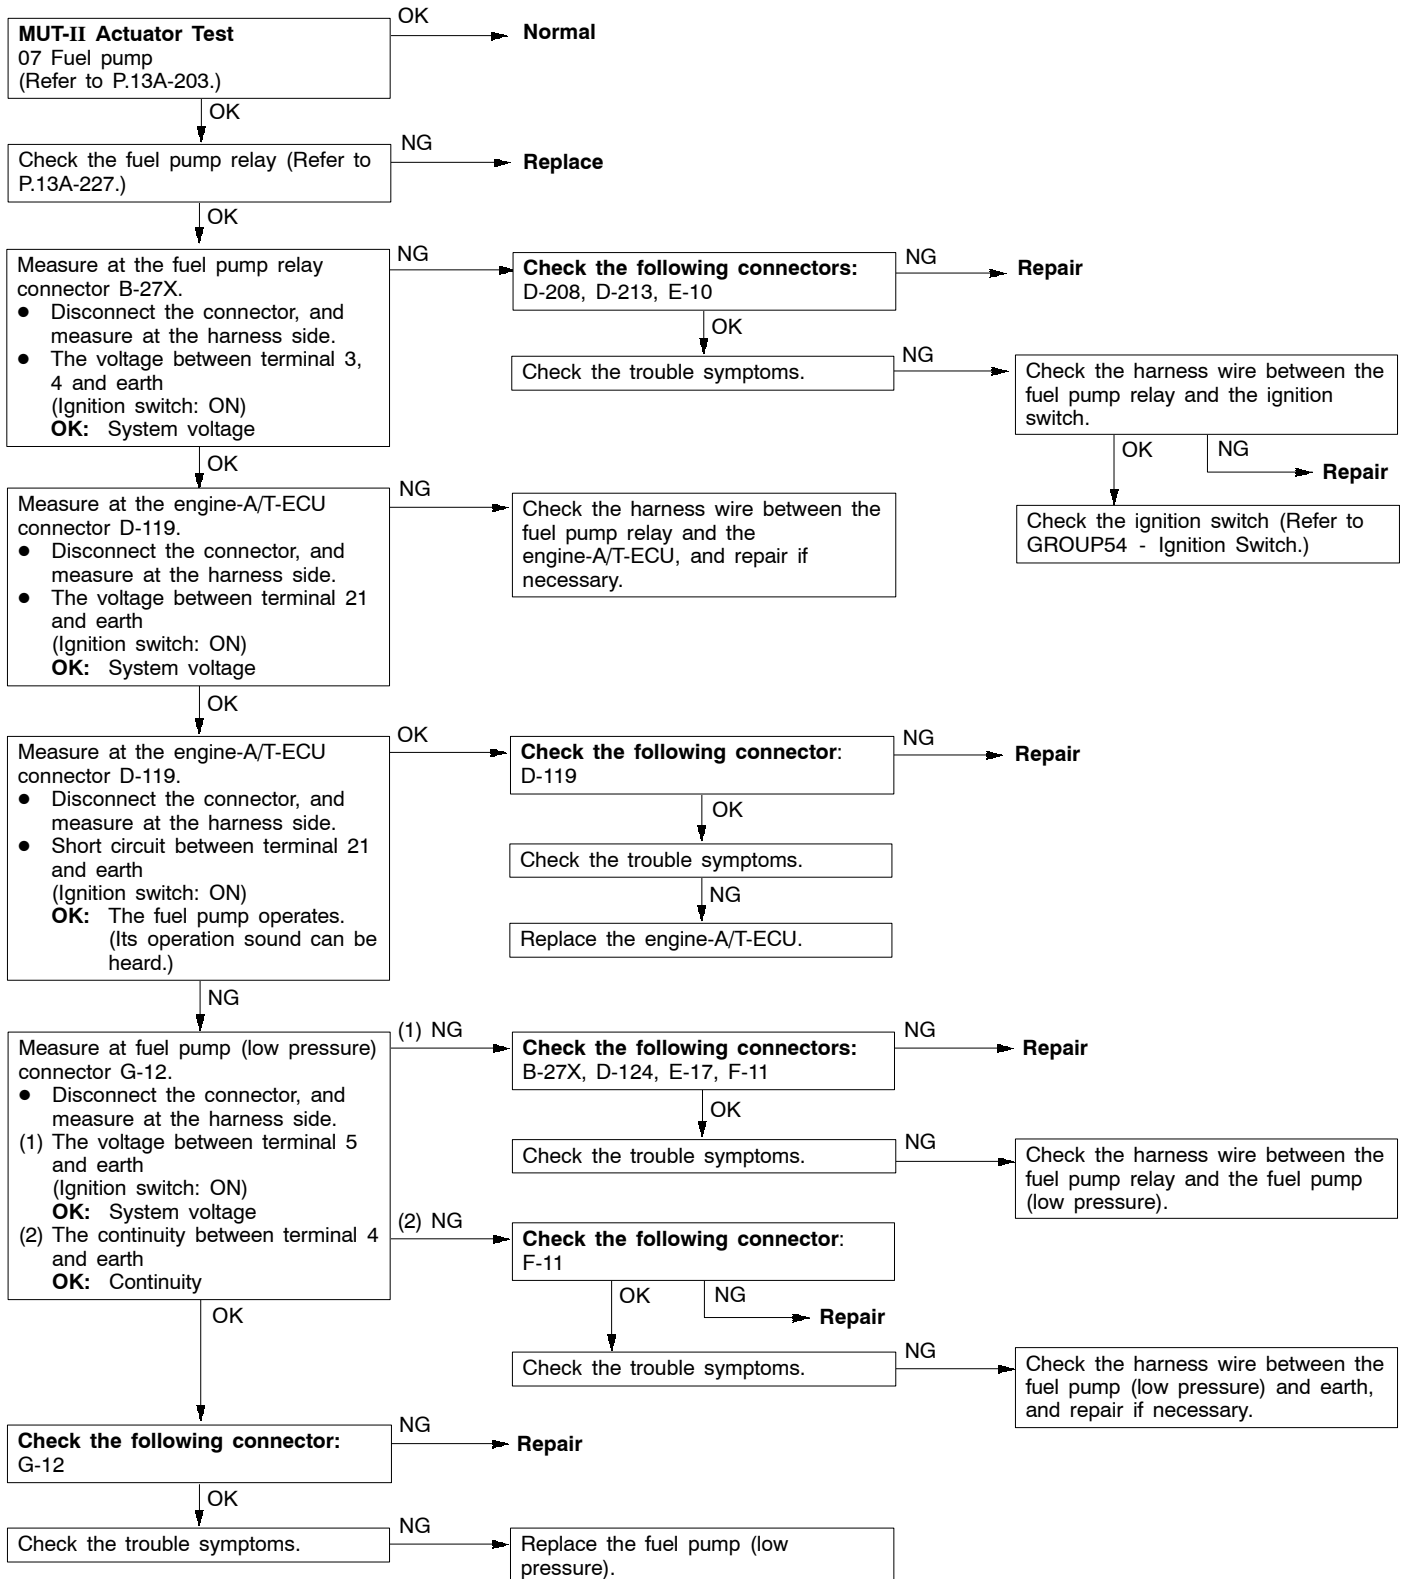 MUT-II Actuator Test
07 Fuel pump
(Refer to P.13A-203.)
OK
Normal
OK
Check the fuel pump relay (Refer to
P.13A-227.)
NG
Replace
OK
Measure at the fuel pump relay
connector B-27X.
● Disconnect the connector, and
measure at the harness side.
● The voltage between terminal 3,
4 and earth
(Ignition switch: ON)
OK: System voltage
NG
Check the following connectors:
D-208, D-213, E-10
NG
Repair
OK
Check the trouble symptoms.
NG
Check the harness wire between the
fuel pump relay and the ignition
switch.
OK
NG
Repair
Check the ignition switch (Refer to
GROUP54 - Ignition Switch.)
OK
Measure at the engine-A/T-ECU
connector D-119.
● Disconnect the connector, and
measure at the harness side.
● The voltage between terminal 21
and earth
(Ignition switch: ON)
OK: System voltage
NG
Check the harness wire between the
fuel pump relay and the
engine-A/T-ECU, and repair if
necessary.
OK
Measure at the engine-A/T-ECU
connector D-119.
● Disconnect the connector, and
measure at the harness side.
● Short circuit between terminal 21
and earth
(Ignition switch: ON)
OK: The fuel pump operates.
(Its operation sound can be
heard.)
OK
Check the following connector:
D-119
NG
Repair
OK
Check the trouble symptoms.
NG
Replace the engine-A/T-ECU.
NG
Measure at fuel pump (low pressure)
connector G-12.
● Disconnect the connector, and
measure at the harness side.
(1) The voltage between terminal 5
and earth
(Ignition switch: ON)
OK: System voltage
(2) The continuity between terminal 4
and earth
OK: Continuity
(1) NG
Check the following connectors:
B-27X, D-124, E-17, F-11
NG
Repair
OK
Check the trouble symptoms.
NG
Check the harness wire between the
fuel pump relay and the fuel pump
(low pressure).
(2) NG
Check the following connector:
F-11
OK
NG
Repair
Check the trouble symptoms.
NG
Check the harness wire between the
fuel pump (low pressure) and earth,
and repair if necessary.
OK
Check the following connector:
G-12
NG
Repair
OK
Check the trouble symptoms.
NG
Replace the fuel pump (low
pressure).